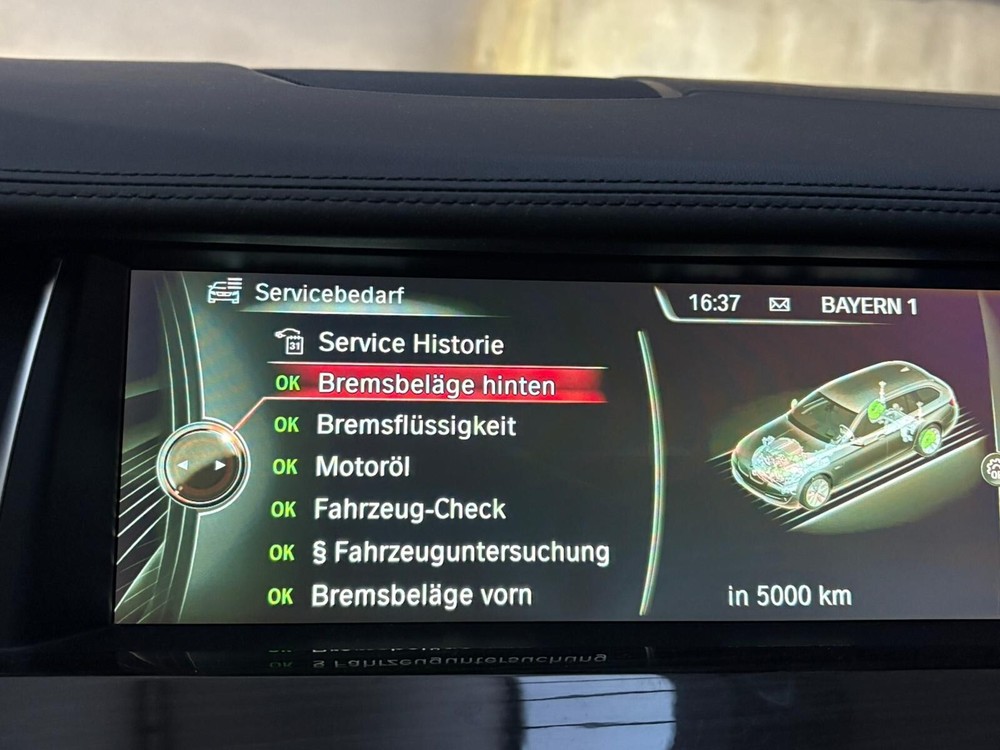 Servicebedarf
16:37 BAYERN 1
31 Service Historie
OK Bremsbeläge hinten
OK Bremsflüssigkeit
OK Motoröl
OK Fahrzeug-Check
OK § Fahrzeuguntersuchung
OK Bremsbeläge vorn
in 5000 km